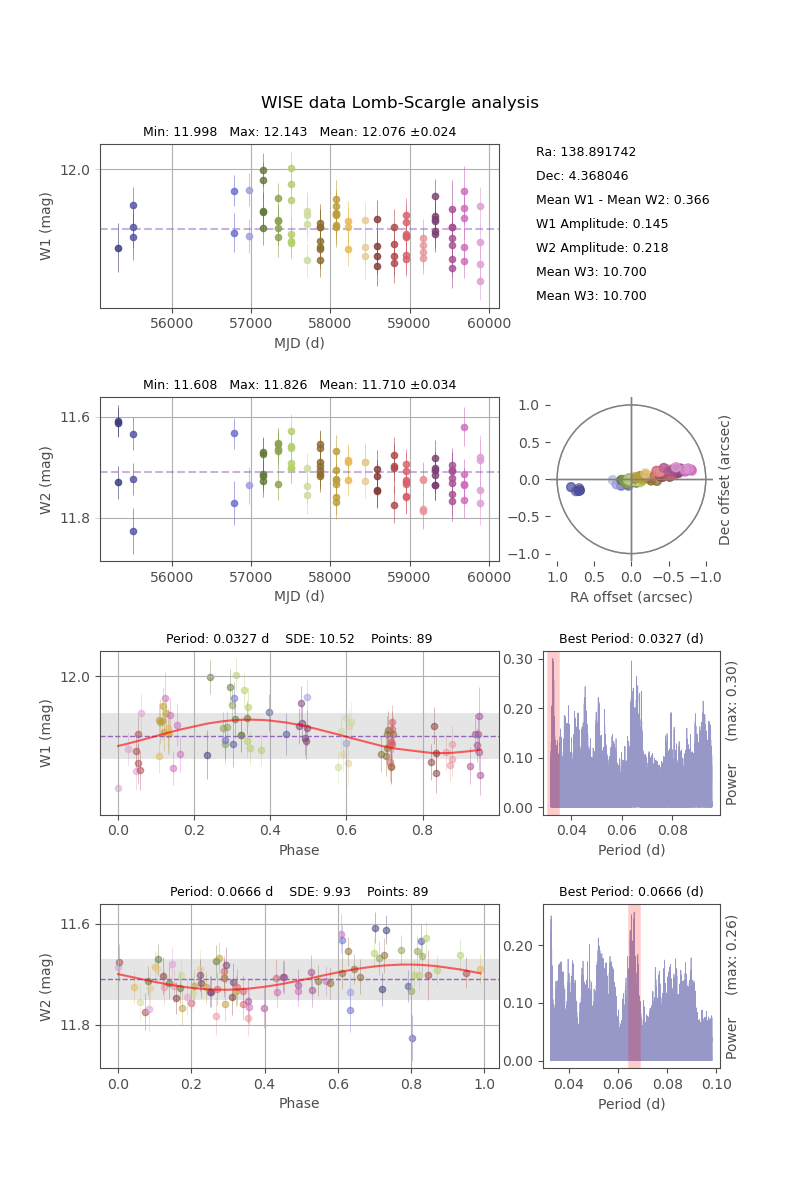 WISE data Lomb-Scargle analysis
Min: 11.998   Max: 12.143   Mean: 12.076 ±0.024
12.0
W1 (mag)
56000 57000 58000 59000 60000
MJD (d)
Ra: 138.891742
Dec: 4.368046
Mean W1 - Mean W2: 0.366
W1 Amplitude: 0.145
W2 Amplitude: 0.218
Mean W3: 10.700
Mean W3: 10.700
Min: 11.608   Max: 11.826   Mean: 11.710 ±0.034
11.6
11.8
W2 (mag)
56000 57000 58000 59000 60000
MJD (d)
1.0
0.5
0.0
−0.5
−1.0
Dec offset (arcsec)
1.0 0.5 0.0 −0.5 −1.0
RA offset (arcsec)
Period: 0.0327 d    SDE: 10.52    Points: 89
12.0
W1 (mag)
0.0 0.2 0.4 0.6 0.8
Phase
Best Period: 0.0327 (d)
0.30
0.20
0.10
0.00
Power     (max: 0.30)
0.04 0.06 0.08
Period (d)
Period: 0.0666 d    SDE: 9.93    Points: 89
11.6
11.8
W2 (mag)
0.0 0.2 0.4 0.6 0.8 1.0
Phase
Best Period: 0.0666 (d)
0.20
0.10
0.00
Power     (max: 0.26)
0.04 0.06 0.08 0.10
Period (d)